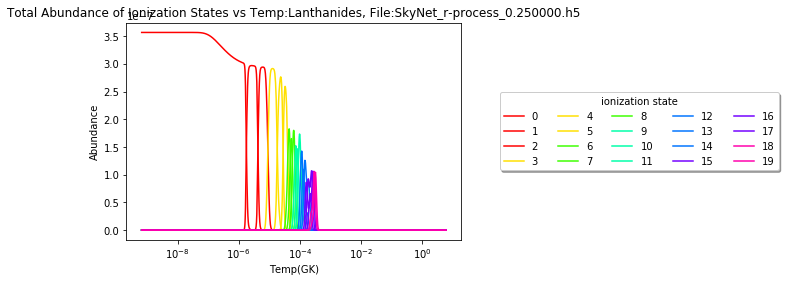 Total Abundance of Ionization States vs Temp:Lanthanides, File:SkyNet_r-process_0.250000.h5
1e−7
3.5
3.0
2.5
2.0
1.5
1.0
0.5
0.0
Abundance
10⁻⁸ 10⁻⁶ 10⁻⁴ 10⁻² 10⁰
Temp(GK)
ionization state
0 4 8 12 16
1 5 9 13 17
2 6 10 14 18
3 7 11 15 19